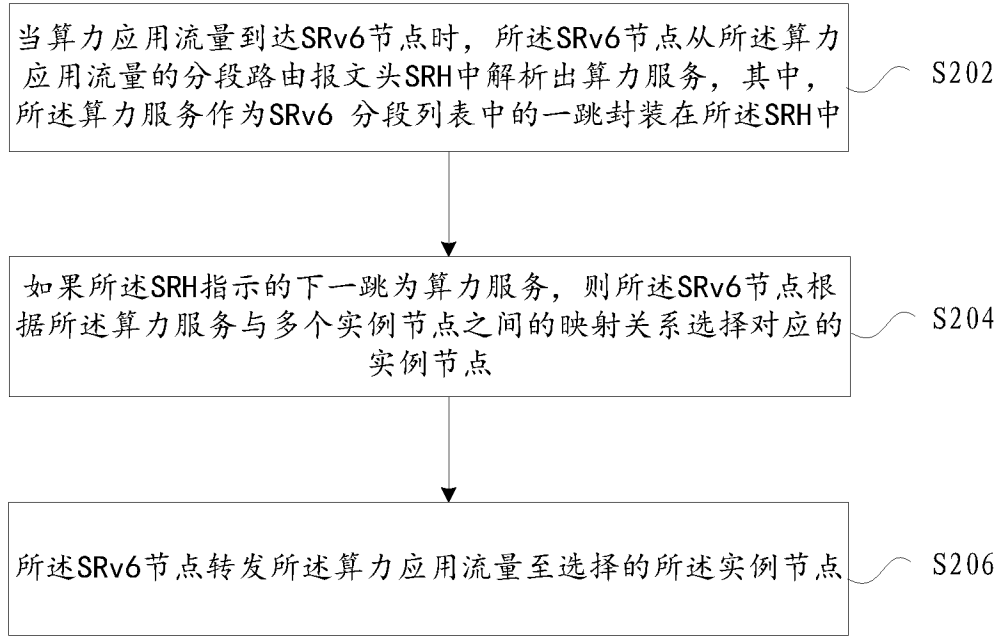 当算力应用流量到达SRv6节点时，所述SRv6节点从所述算力
应用流量的分段路由报文头SRH中解析出算力服务，其中，
所述算力服务作为SRv6 分段列表中的一跳封装在所述SRH中
S202
如果所述SRH指示的下一跳为算力服务，则所述SRv6节点根
据所述算力服务与多个实例节点之间的映射关系选择对应的
实例节点
S204
所述SRv6节点转发所述算力应用流量至选择的所述实例节点
S206